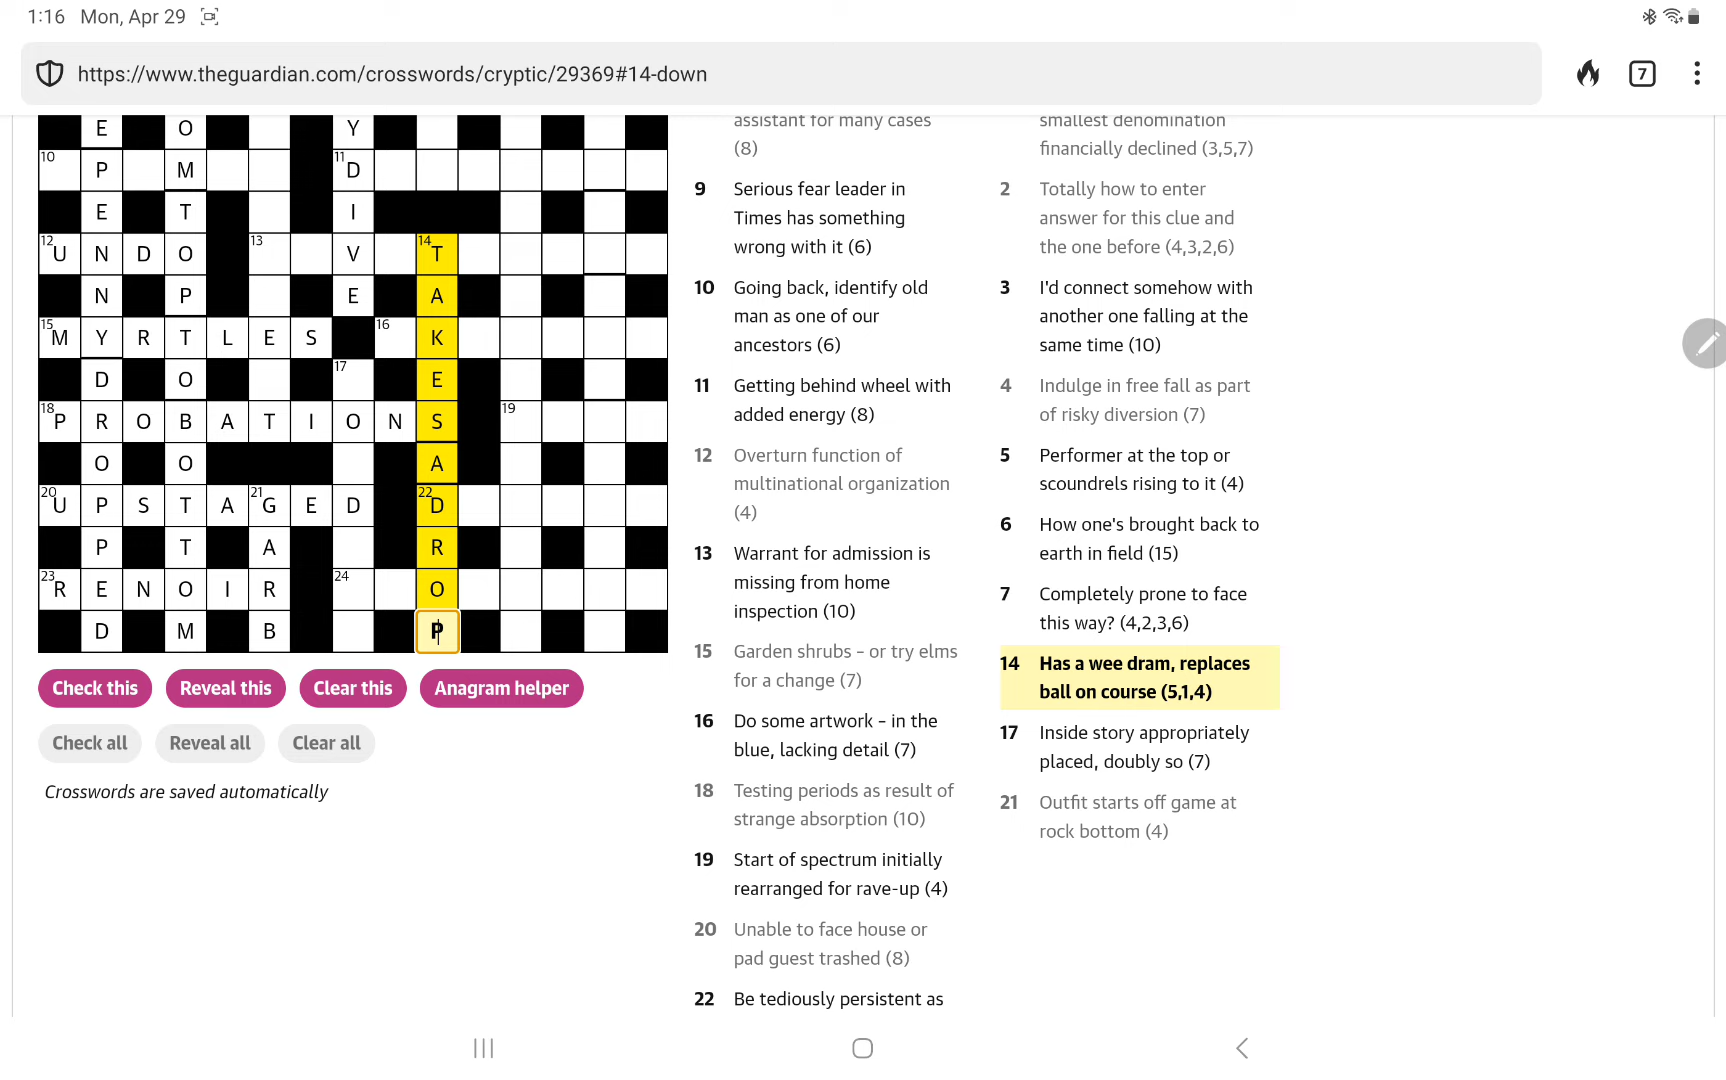 1:16 Mon, Apr 29
https://www.theguardian.com/crosswords/cryptic/29369#14-down
7
E O Y
10 P M 11 D
E T I
12 U N D O 13 V 14 T
N P E A
15 M Y R T L E S 16 K
D O 17 E
18 P R O B A T I O N S 19
O O A
20 U P S T A 21 G E D 22 D
P T A R
23 R E N O I R 24 O
D M B P
Check this Reveal this Clear this Anagram helper
Check all Reveal all Clear all
Crosswords are saved automatically
assistant for many cases
(8)
9 Serious fear leader in
Times has something
wrong with it (6)
10 Going back, identify old
man as one of our
ancestors (6)
11 Getting behind wheel with
added energy (8)
12 Overturn function of
multinational organization
(4)
13 Warrant for admission is
missing from home
inspection (10)
15 Garden shrubs – or try elms
for a change (7)
16 Do some artwork – in the
blue, lacking detail (7)
18 Testing periods as result of
strange absorption (10)
19 Start of spectrum initially
rearranged for rave-up (4)
20 Unable to face house or
pad guest trashed (8)
22 Be tediously persistent as
smallest denomination
financially declined (3,5,7)
2 Totally how to enter
answer for this clue and
the one before (4,3,2,6)
3 I'd connect somehow with
another one falling at the
same time (10)
4 Indulge in free fall as part
of risky diversion (7)
5 Performer at the top or
scoundrels rising to it (4)
6 How one's brought back to
earth in field (15)
7 Completely prone to face
this way? (4,2,3,6)
14 Has a wee dram, replaces
ball on course (5,1,4)
17 Inside story appropriately
placed, doubly so (7)
21 Outfit starts off game at
rock bottom (4)